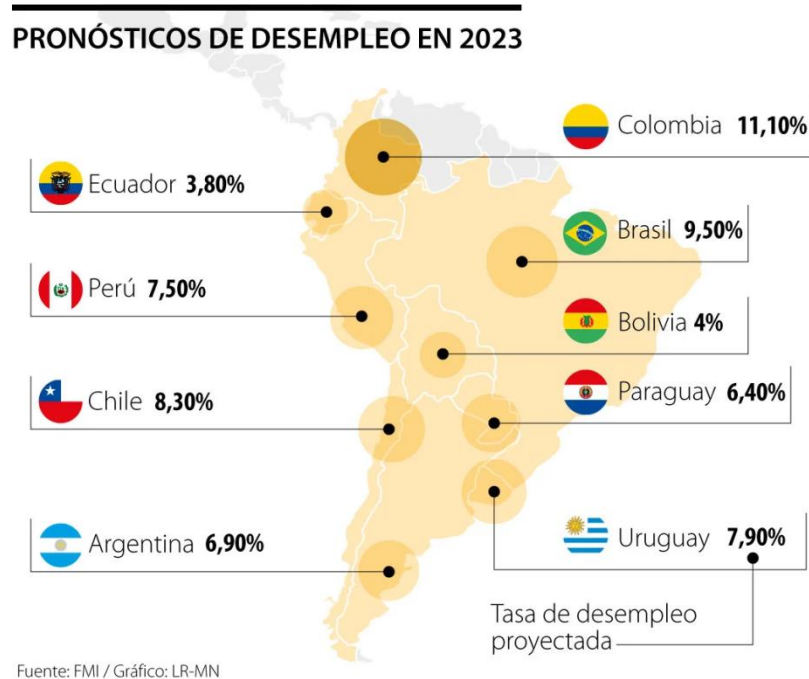 PRONÓSTICOS DE DESEMPLEO EN 2023
Colombia 11,10%
Ecuador 3,80%
Brasil 9,50%
Perú 7,50%
Bolivia 4%
Chile 8,30%
Paraguay 6,40%
Argentina 6,90%
Uruguay 7,90%
Tasa de desempleo
proyectada
Fuente: FMI / Gráfico: LR-MN